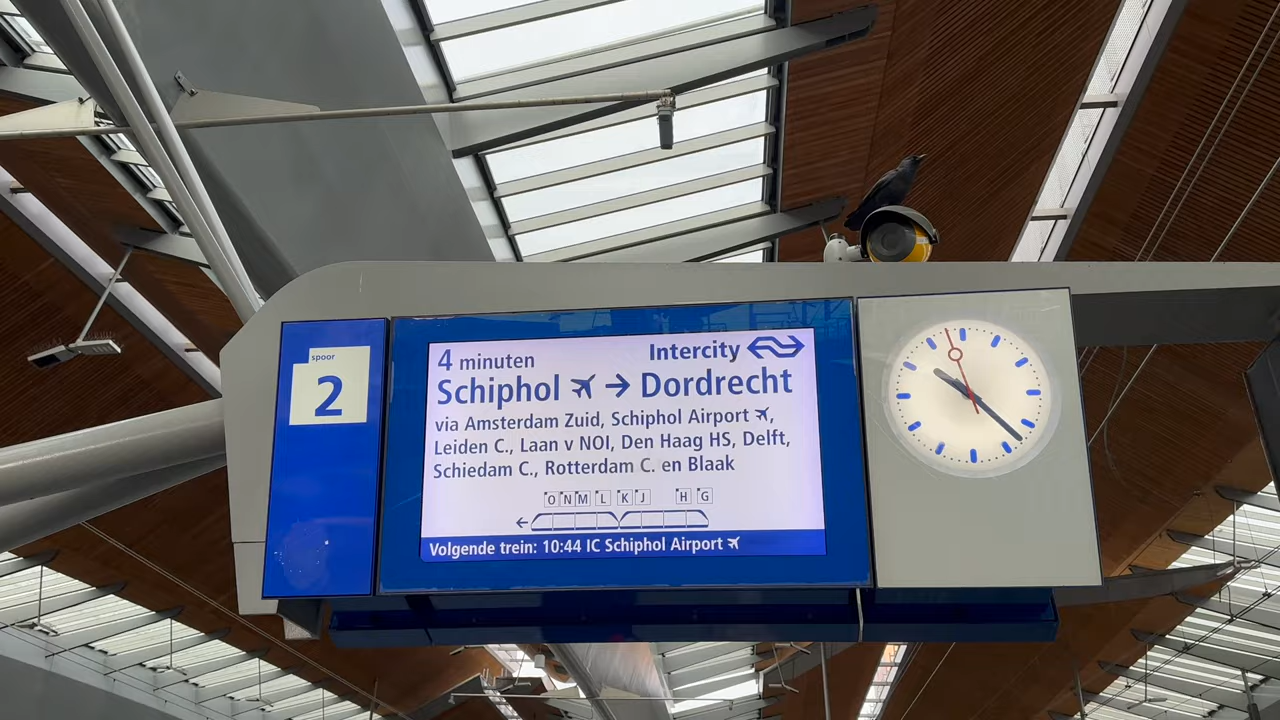 spoor
2
4 minuten
Intercity
Schiphol ✈ → Dordrecht
via Amsterdam Zuid, Schiphol Airport ✈,
Leiden C., Laan v NOI, Den Haag HS, Delft,
Schiedam C., Rotterdam C. en Blaak
O N M L K J H G
Volgende trein: 10:44 IC Schiphol Airport ✈